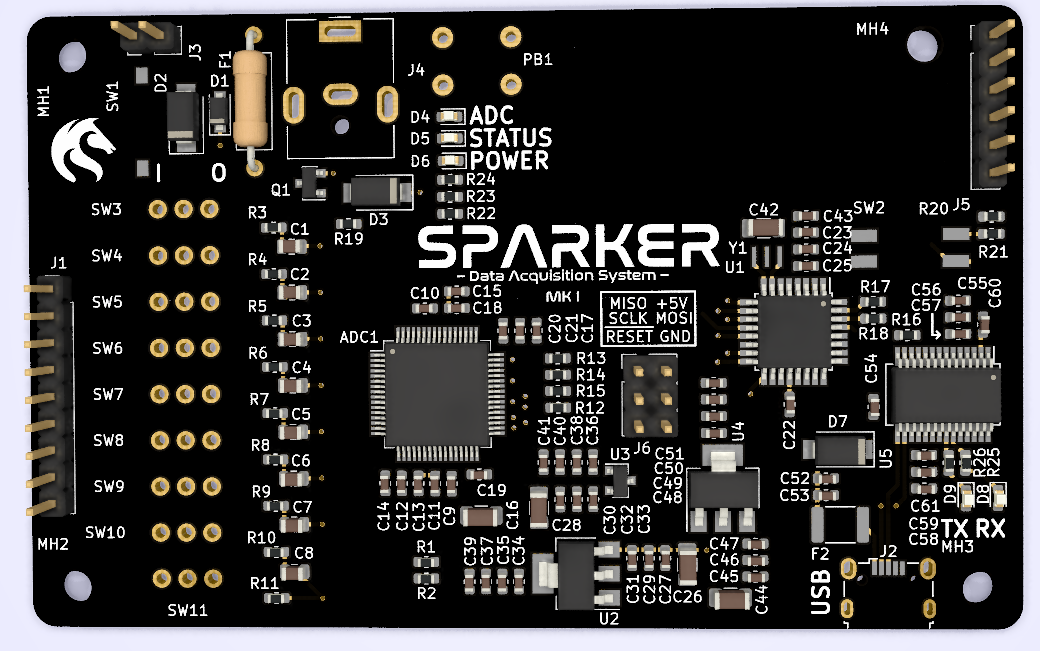 MH4
J3
F1
D2
D1
SW1
MH1
J4
PB1
D4 ADC
D5 STATUS
D6 POWER
I O
Q1
D3
R24
R23
R22
R19
SW3
R3
C1
SPARKER
- Data Acquisition System -
MK I
C42
C43
C23
C24
C25
Y1
U1
SW2
R20
J5
R21
SW4
R4
C2
J1
SW5
R5
C3
C10
C15
C18
C20
C21
C17
MISO +5V
SCLK MOSI
RESET GND
R17
R18
R16
C56
C57
C55
C60
ADC1
SW6
R6
C4
R13
R14
R15
R12
C54
SW7
R7
C5
C41
C40
C38
C36
J6
U4
C22
D7
U5
SW8
R8
C6
U3
C51
C50
C49
C48
C52
C53
R26
R25
SW9
R9
C7
C14
C12
C13
C11
C9
C19
C16
C28
C30
C32
C33
D9
D8
C61
C59
C58
TX RX
MH3
SW10
MH2
R10
C8
R1
R2
C39
C37
C35
C34
C31
C29
C27
C26
C47
C46
C45
C44
F2
J2
USB
R11
SW11
U2